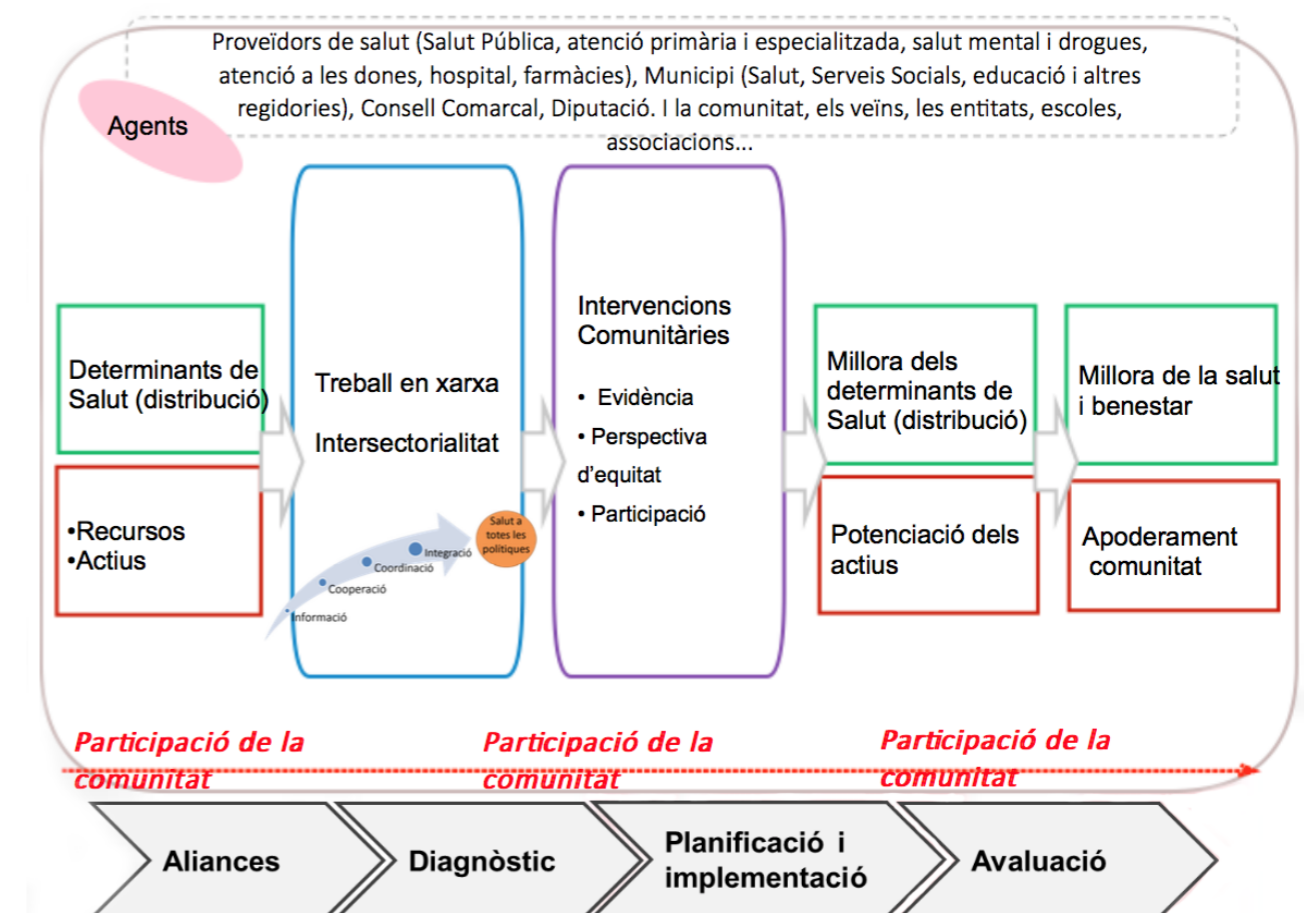 Proveïdors de salut (Salut Pública, atenció primària i especialitzada, salut mental i drogues,
atenció a les dones, hospital, farmàcies), Municipi (Salut, Serveis Socials, educació i altres
regidories), Consell Comarcal, Diputació. I la comunitat, els veïns, les entitats, escoles,
associacions...
Agents
Determinants de
Salut (distribució)
•Recursos
•Actius
Treball en xarxa
Intersectorialitat
Informació
Cooperació
Coordinació
Integració
Salut a
totes les
polítiques
Intervencions
Comunitàries
• Evidència
• Perspectiva
d’equitat
• Participació
Millora dels
determinants de
Salut (distribució)
Potenciació dels
actius
Millora de la salut
i benestar
Apoderament
comunitat
Participació de la
comunitat
Participació de la
comunitat
Participació de la
comunitat
Aliances
Diagnòstic
Planificació i
implementació
Avaluació